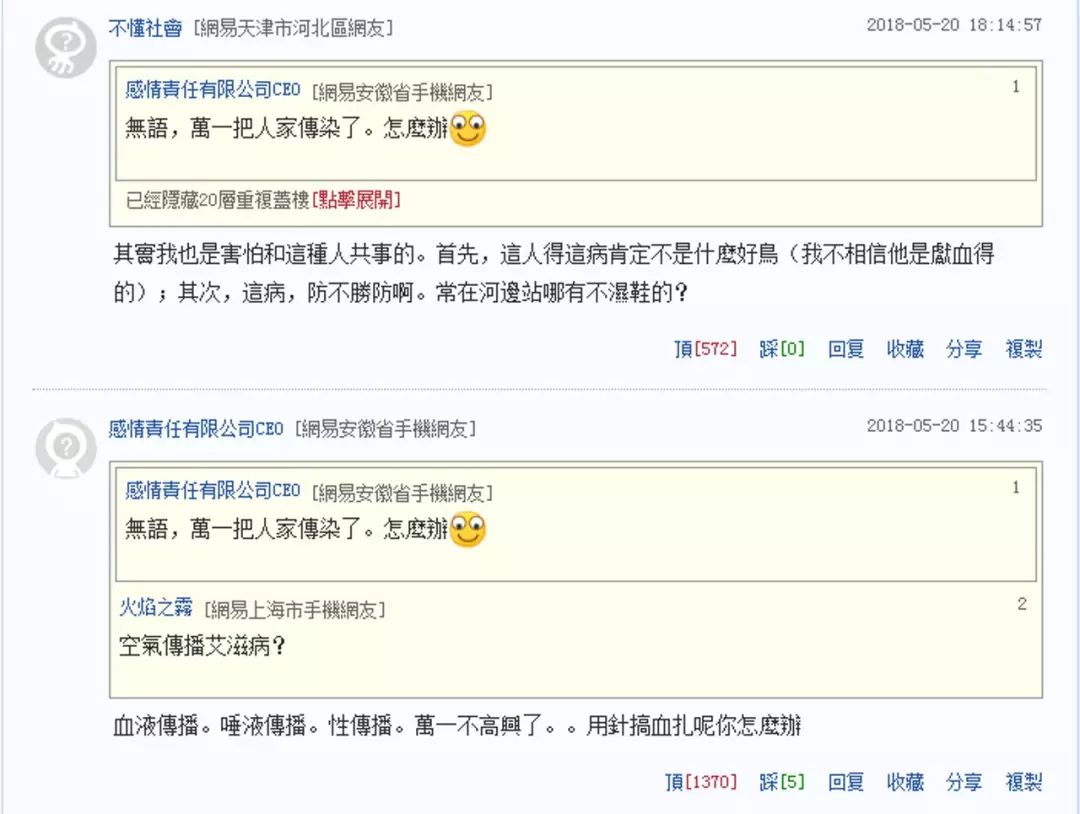 不懂社會 [網易天津市河北區網友] 2018-05-20 18:14:57
感情責任有限公司CEO [網易安徽省手機網友] 1
無語，萬一把人家傳染了。怎麼辦
已經隱藏20層重複蓋樓[點擊展開]
其實我也是害怕和這種人共事的。首先，這人得這病肯定不是什麼好鳥（我不相信他是獻血得
的）；其次，這病，防不勝防啊。常在河邊站哪有不濕鞋的？
頂[572] 踩[0] 回复 收藏 分享 複製
感情責任有限公司CEO [網易安徽省手機網友] 2018-05-20 15:44:35
感情責任有限公司CEO [網易安徽省手機網友] 1
無語，萬一把人家傳染了。怎麼辦
火焰之霧 [網易上海市手機網友] 2
空氣傳播艾滋病？
血液傳播。唾液傳播。性傳播。萬一不高興了。。用針搞血扎呢你怎麼辦
頂[1370] 踩[5] 回复 收藏 分享 複製